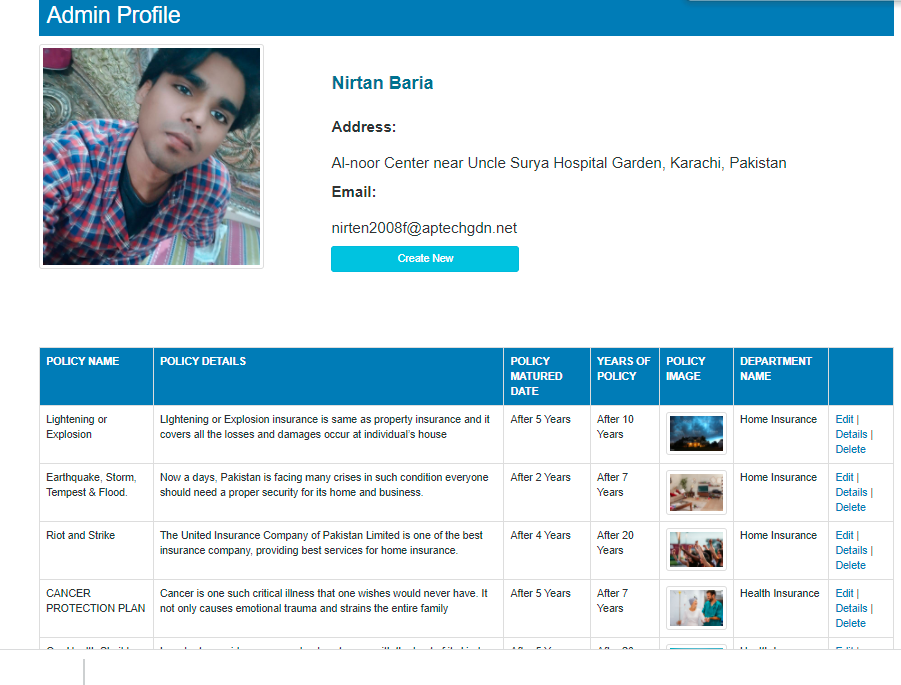 Admin Profile
Nirtan Baria
Address:
Al-noor Center near Uncle Surya Hospital Garden, Karachi, Pakistan
Email:
nirten2008f@aptechgdn.net
Create New
POLICY NAME
POLICY DETAILS
POLICY
MATURED
DATE
YEARS OF
POLICY
POLICY
IMAGE
DEPARTMENT
NAME
Lightening or
Explosion
LIghtening or Explosion insurance is same as property insurance and it
covers all the losses and damages occur at individual's house
After 5 Years
After 10
Years
Home Insurance
Edit |
Details |
Delete
Earthquake, Storm,
Tempest & Flood.
Now a days, Pakistan is facing many crises in such condition everyone
should need a proper security for its home and business.
After 2 Years
After 7
Years
Home Insurance
Edit |
Details |
Delete
Riot and Strike
The United Insurance Company of Pakistan Limited is one of the best
insurance company, providing best services for home insurance.
After 4 Years
After 20
Years
Home Insurance
Edit |
Details |
Delete
CANCER
PROTECTION PLAN
Cancer is one such critical illness that one wishes would never have. It
not only causes emotional trauma and strains the entire family
After 5 Years
After 7
Years
Health Insurance
Edit |
Details |
Delete